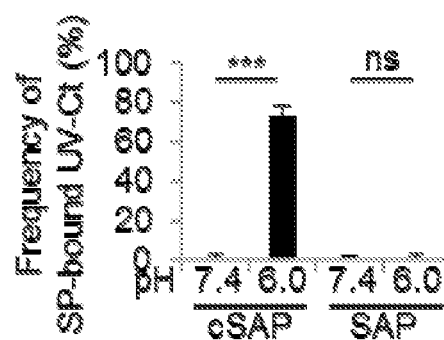 Frequency of
SP-bound UV-Ct (%)
100
80
60
40
20
0
*** ns
pH 7.4 6.0 7.4 6.0
cSAP SAP